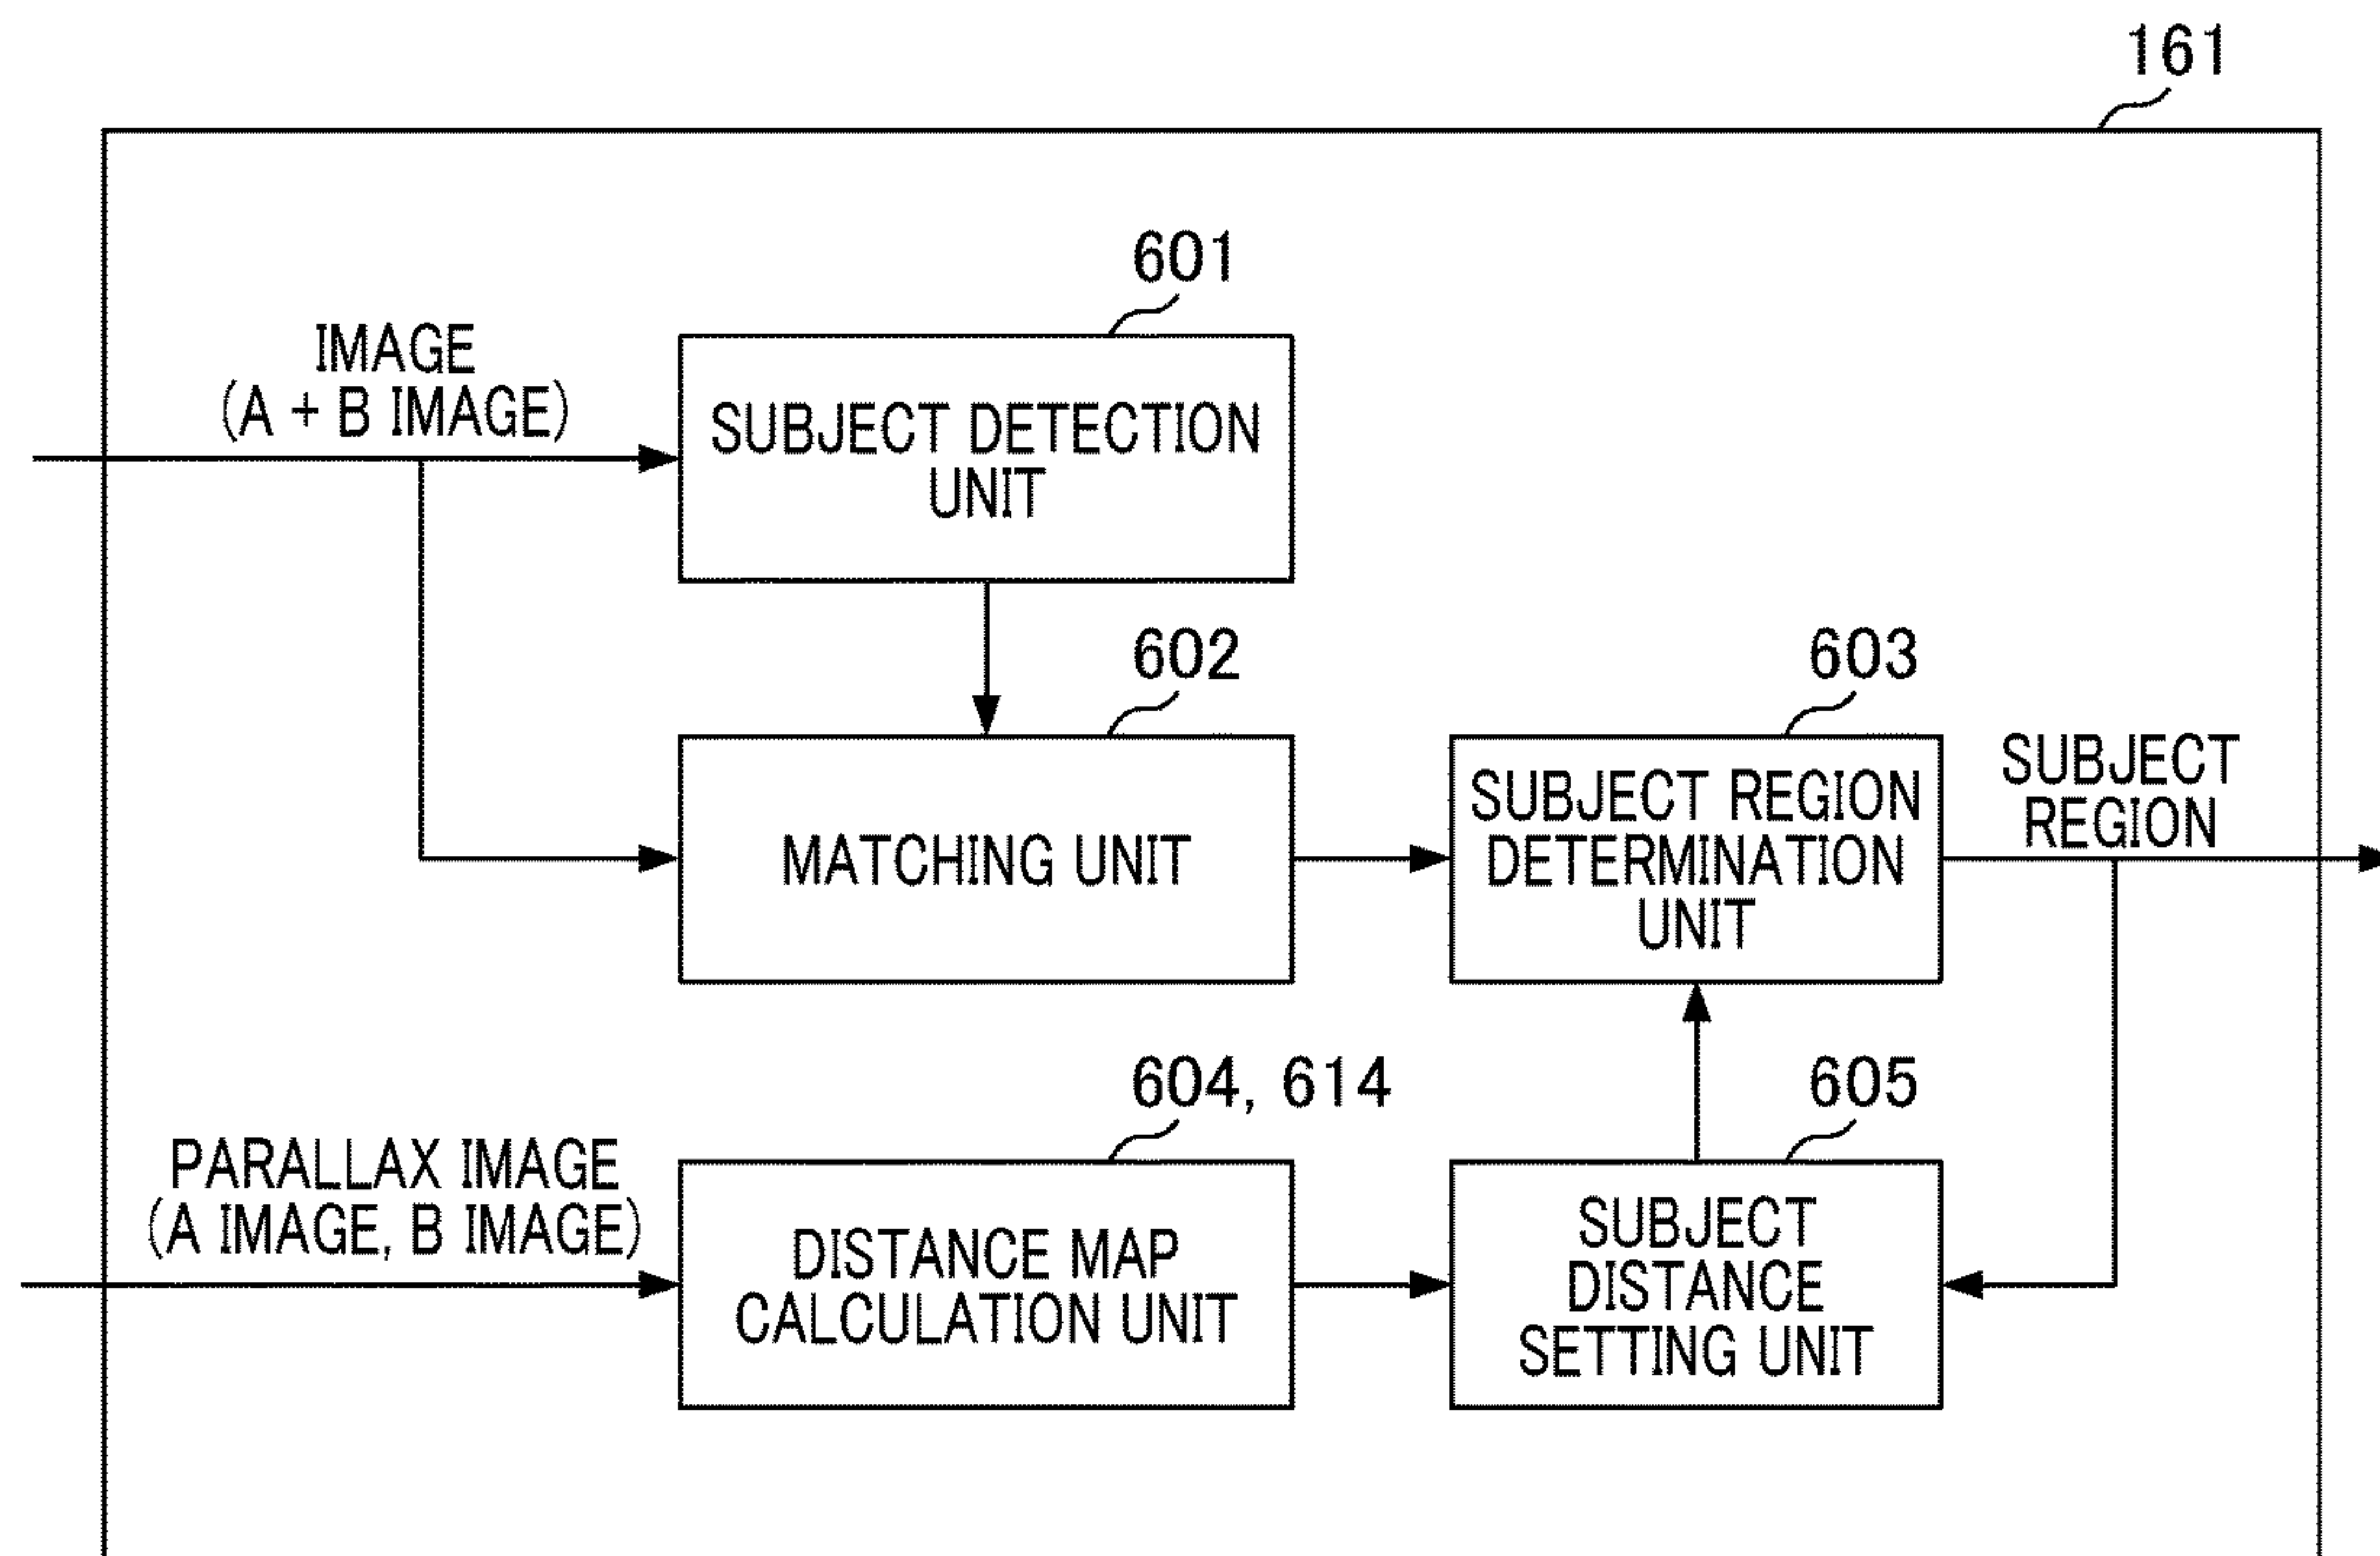 161
601
IMAGE
(A + B IMAGE)
SUBJECT DETECTION
UNIT
602
603
MATCHING UNIT
SUBJECT REGION
DETERMINATION
UNIT
SUBJECT
REGION
604, 614
605
PARALLAX IMAGE
(A IMAGE, B IMAGE)
DISTANCE MAP
CALCULATION UNIT
SUBJECT
DISTANCE
SETTING UNIT